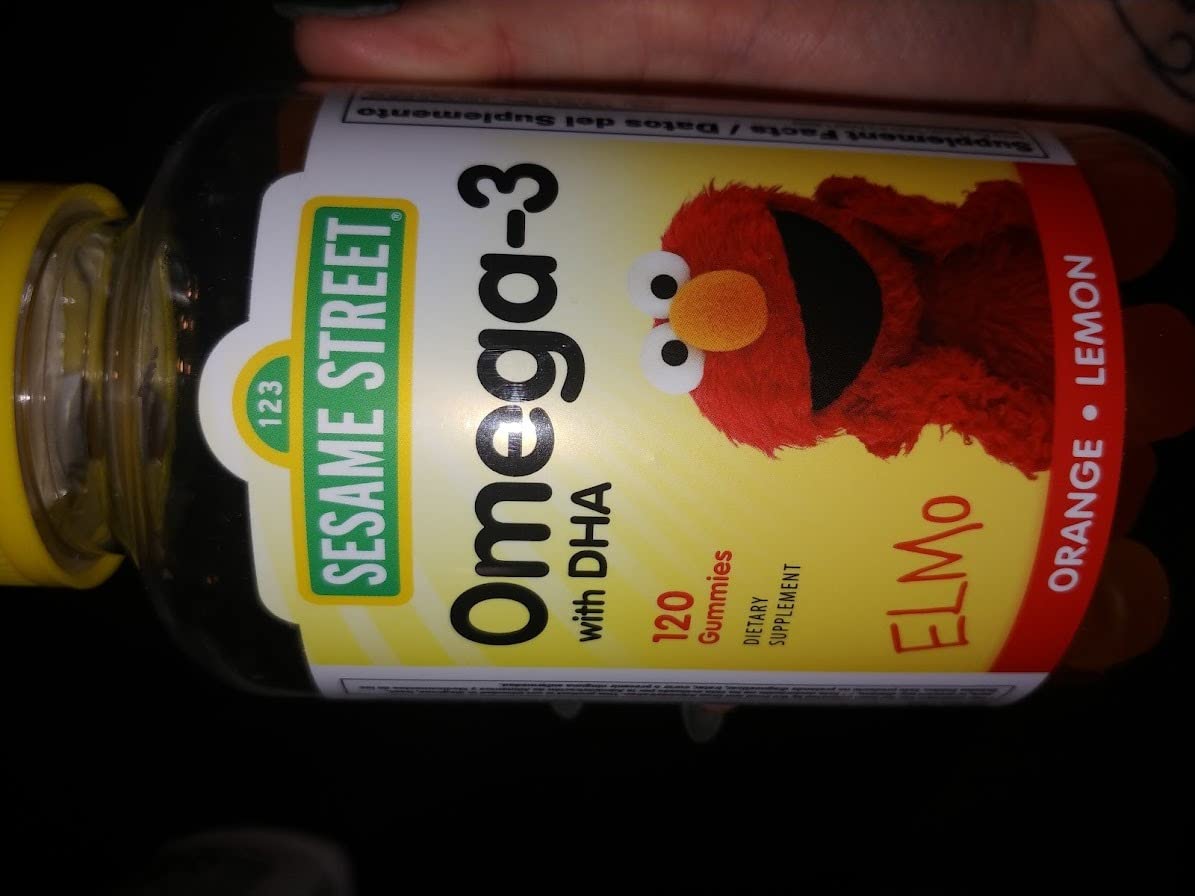 123
SESAME STREET®
Omega-3
with DHA
120
Gummies
DIETARY
SUPPLEMENT
ELMO
ORANGE • LEMON
Supplement Facts / Datos del Suplemento